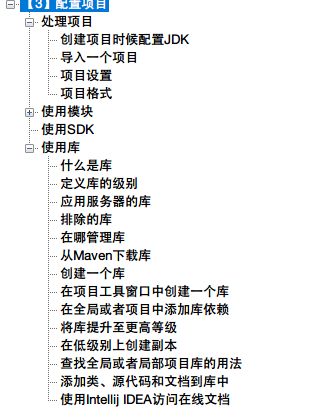 【3】配置项目
处理项目
创建项目时候配置JDK
导入一个项目
项目设置
项目格式
使用模块
使用SDK
使用库
什么是库
定义库的级别
应用服务器的库
排除的库
在哪管理库
从Maven下载库
创建一个库
在项目工具窗口中创建一个库
在全局或者项目中添加库依赖
将库提升至更高等级
在低级别上创建副本
查找全局或者局部项目库的用法
添加类、源代码和文档到库中
使用Intellij IDEA访问在线文档